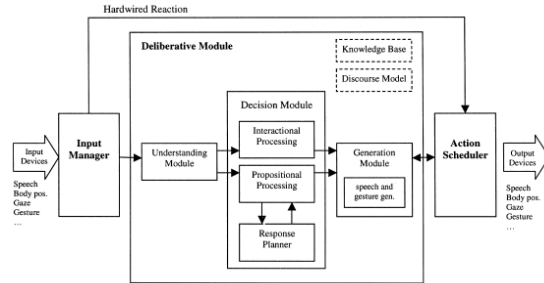 Hardwired Reaction
Deliberative Module
Knowledge Base
Discourse Model
Decision Module
Input
Devices
Input
Manager
Understanding
Module
Interactional
Processing
Propositional
Processing
Response
Planner
Generation
Module
speech and
gesture gen.
Action
Scheduler
Output
Devices
Speech
Body pos.
Gaze
Gesture
…
Speech
Body pos.
Gaze
Gesture
…